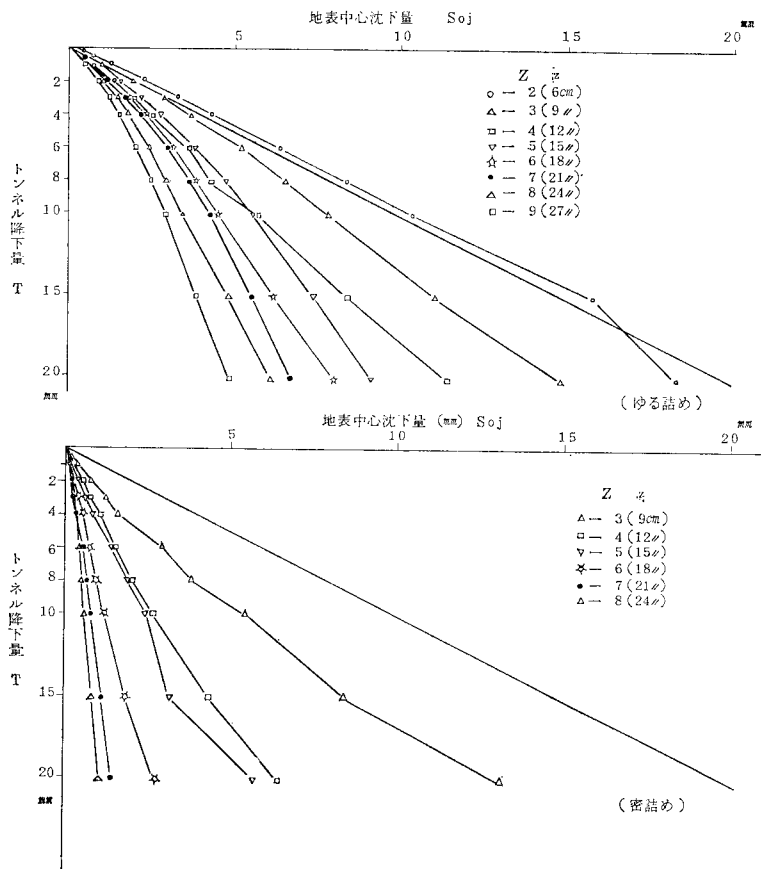 地表中心沈下量 Soj
5 10 15 20 ㎜
Z
○ — 2 (6cm)
△ — 3 (9〃)
□ — 4 (12〃)
▽ — 5 (15〃)
☆ — 6 (18〃)
● — 7 (21〃)
△ — 8 (24〃)
□ — 9 (27〃)
トンネル降下量 T
2
4
6
8
10
15
20
㎜
(ゆる詰め)
地表中心沈下量 (㎜) Soj
5 10 15 20 ㎜
Z
△ — 3 (9cm)
□ — 4 (12〃)
▽ — 5 (15〃)
☆ — 6 (18〃)
● — 7 (21〃)
△ — 8 (24〃)
トンネル降下量 T
2
4
6
8
10
15
20
㎜
(密詰め)